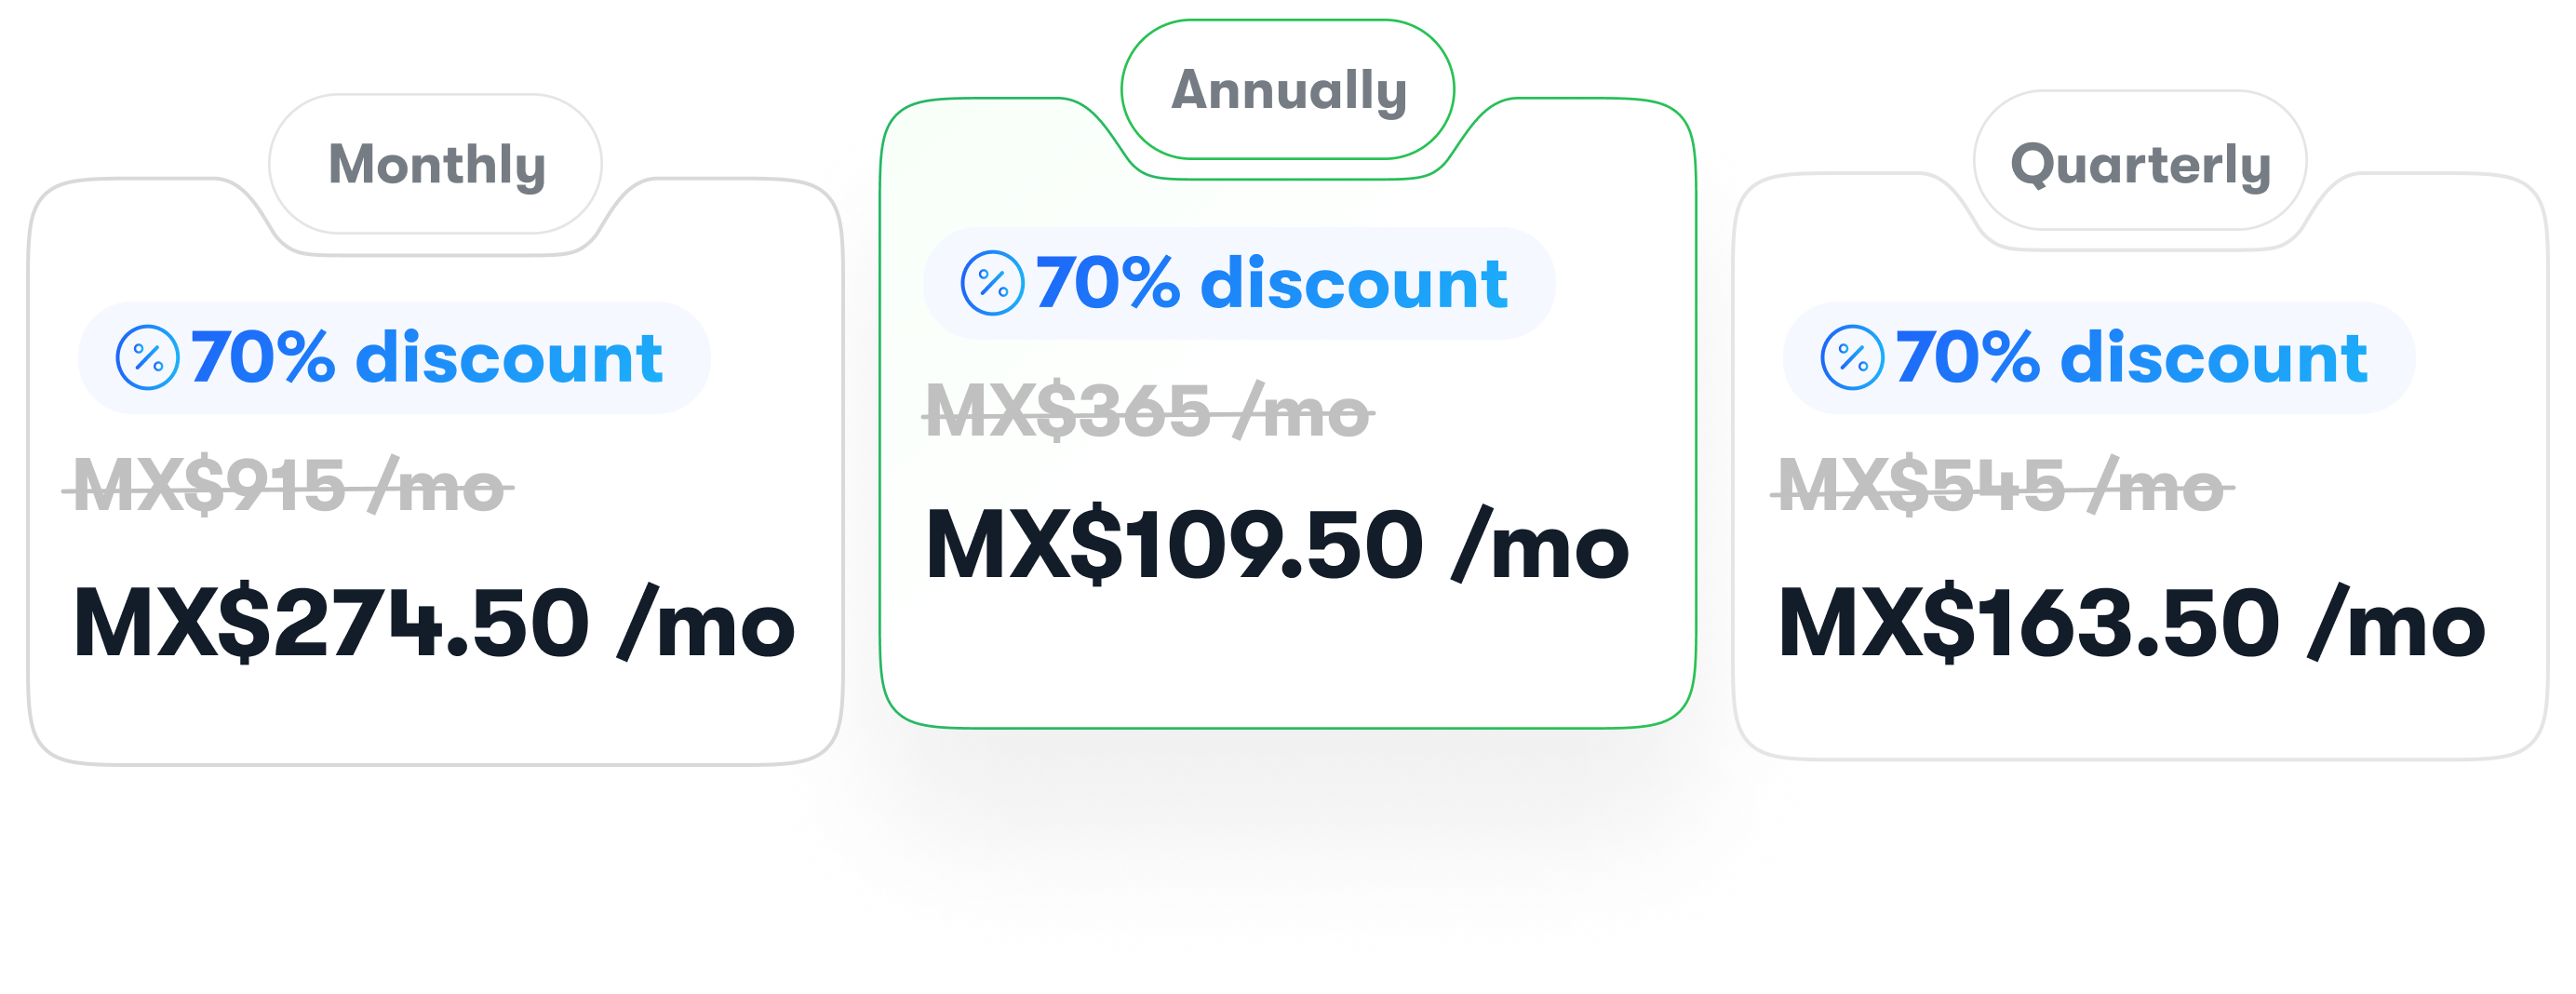 Monthly
70% discount
MX$915 /mo
MX$274.50 /mo
Annually
70% discount
MX$365 /mo
MX$109.50 /mo
Quarterly
70% discount
MX$545 /mo
MX$163.50 /mo